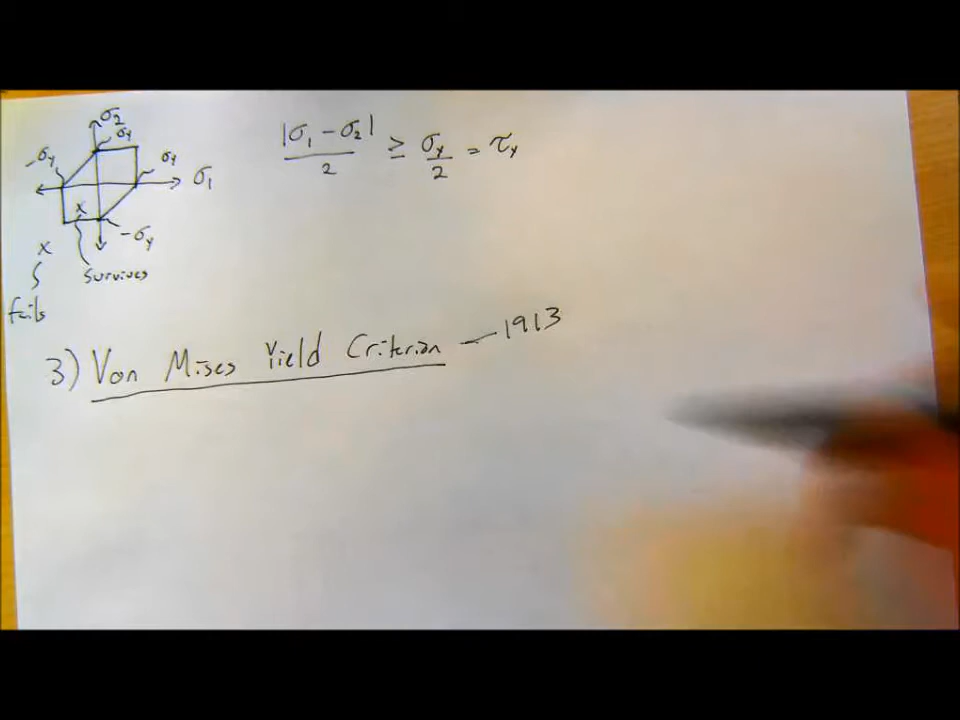 σ₂
σy
-σy
σy
σ₁
x
-σy
x
Survives
fails
|σ₁ - σ₂| / 2 ≥ σy / 2 = τy
3) Von Mises Yield Criterian — 1913